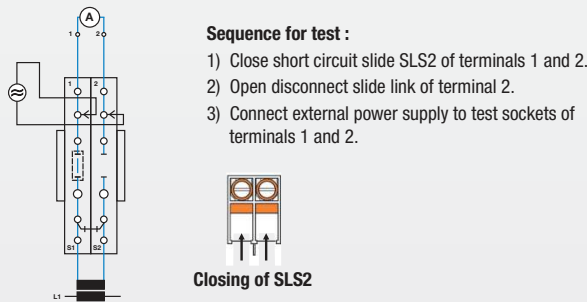 A
1 2
Sequence for test :
1) Close short circuit slide SLS2 of terminals 1 and 2.
2) Open disconnect slide link of terminal 2.
3) Connect external power supply to test sockets of
terminals 1 and 2.
1 2
S1 S2
Closing of SLS2
L1